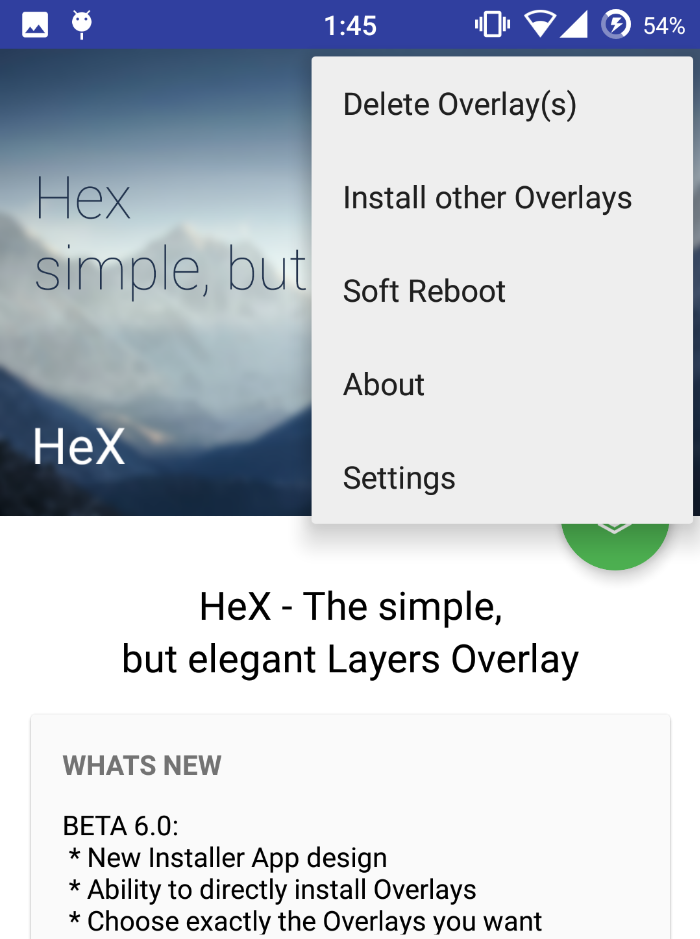 1:45
54%
Delete Overlay(s)
Install other Overlays
Soft Reboot
About
Settings
Hex
simple, but
HeX
HeX - The simple,
but elegant Layers Overlay
WHATS NEW
BETA 6.0:
* New Installer App design
* Ability to directly install Overlays
* Choose exactly the Overlays you want